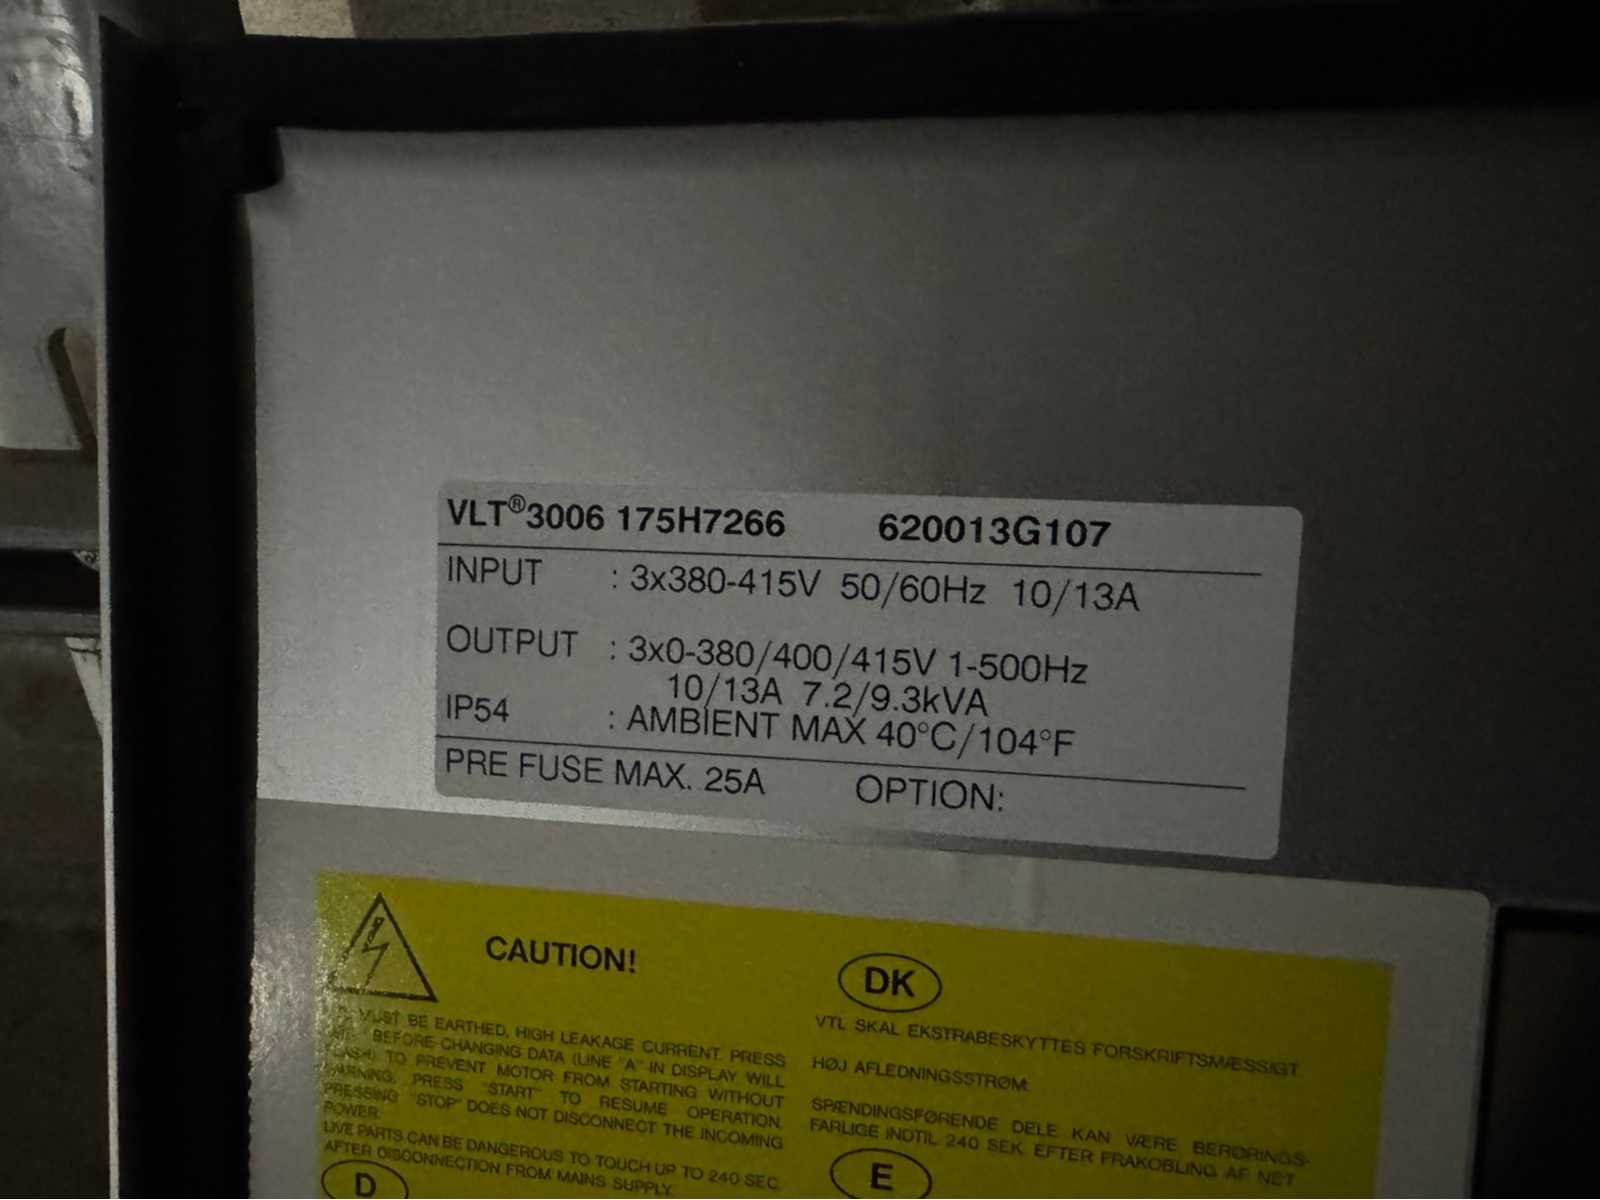 VLT®3006 175H7266 620013G107
INPUT : 3x380-415V 50/60Hz 10/13A
OUTPUT : 3x0-380/400/415V 1-500Hz
10/13A 7.2/9.3kVA
IP54 : AMBIENT MAX 40°C/104°F
PRE FUSE MAX. 25A OPTION:
CAUTION!
MUST BE EARTHED, HIGH LEAKAGE CURRENT. PRESS
BEFORE CHANGING DATA (LINE "A" IN DISPLAY WILL
TO PREVENT MOTOR FROM STARTING WITHOUT
WARNING. PRESS "START" TO RESUME OPERATION.
PRESSING "STOP" DOES NOT DISCONNECT THE INCOMING
POWER.
LIVE PARTS CAN BE DANGEROUS TO TOUCH UP TO 240 SEC.
AFTER DISCONNECTION FROM MAINS SUPPLY.
D
DK
VTL SKAL EKSTRABESKYTTES FORSKRIFTSMÆSSIGT
HØJ AFLEDNINGSSTRØM.
SPÆNDINGSFØRENDE DELE KAN VÆRE BERØRINGS-
FARLIGE INDTIL 240 SEK. EFTER FRAKOBLING AF NET
E